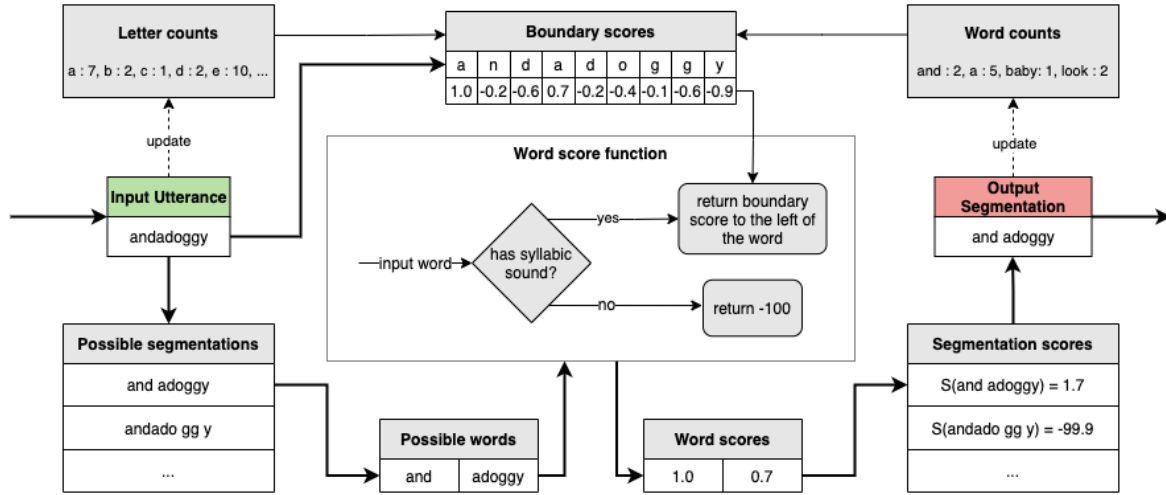 Letter counts
a : 7, b : 2, c : 1, d : 2, e : 10, ...
Boundary scores
a n d a d o g g y
1.0 -0.2 -0.6 0.7 -0.2 -0.4 -0.1 -0.6 -0.9
Word counts
and : 2, a : 5, baby: 1, look : 2
update
update
Input Utterance
andadoggy
Word score function
input word
has syllabic
sound?
yes
return boundary
score to the left of
the word
no
return -100
Output
Segmentation
and adoggy
Possible segmentations
and adoggy
andado gg y
...
Possible words
and adoggy
Word scores
1.0 0.7
Segmentation scores
S(and adoggy) = 1.7
S(andado gg y) = -99.9
...